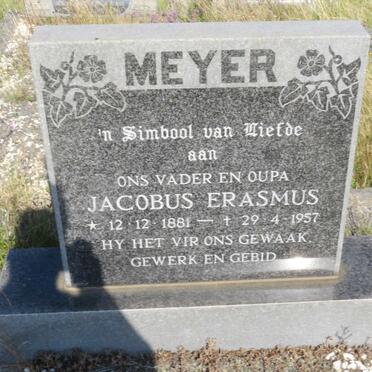 MEYER
'n Simbool van Liefde
aan
ONS VADER EN OUPA
JACOBUS ERASMUS
★ 12·12·1881 — ✝ 29·4·1957
HY HET VIR ONS GEWAAK,
GEWERK EN GEBID.